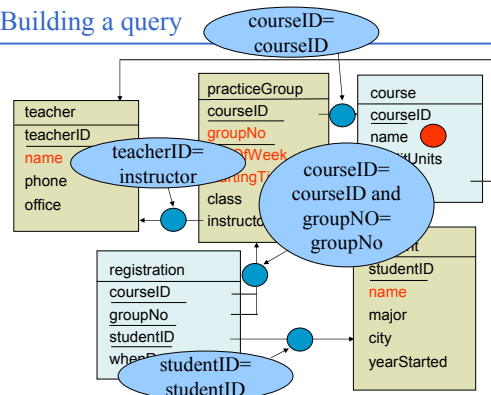 Building a query
courseID=
courseID
teacher
teacherID
name
phone
office
teacherID=
instructor
practiceGroup
courseID
groupNo
class
course
courseID
name
courseID=
courseID and
groupNO=
groupNo
registration
courseID
groupNo
studentID
studentID
name
major
city
yearStarted
studentID=
studentID